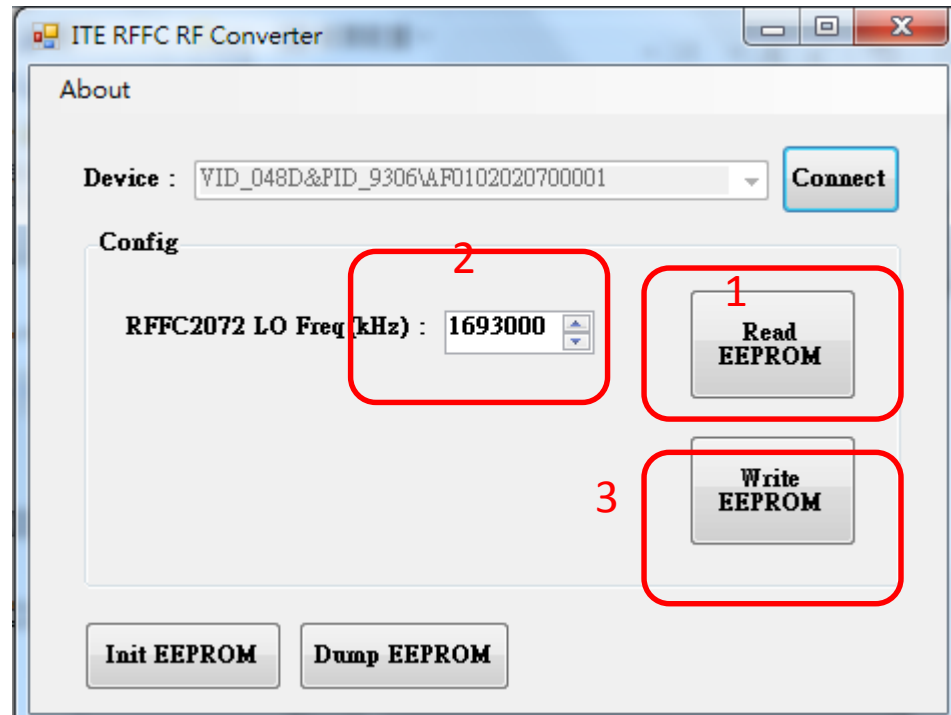 ITE RFFC RF Converter
About
Device : VID_048D&PID_9306\AF0102020700001 Connect
Config
2
1
RFFC2072 LO Freq(kHz) : 1693000
Read
EEPROM
3
Write
EEPROM
Init EEPROM Dump EEPROM